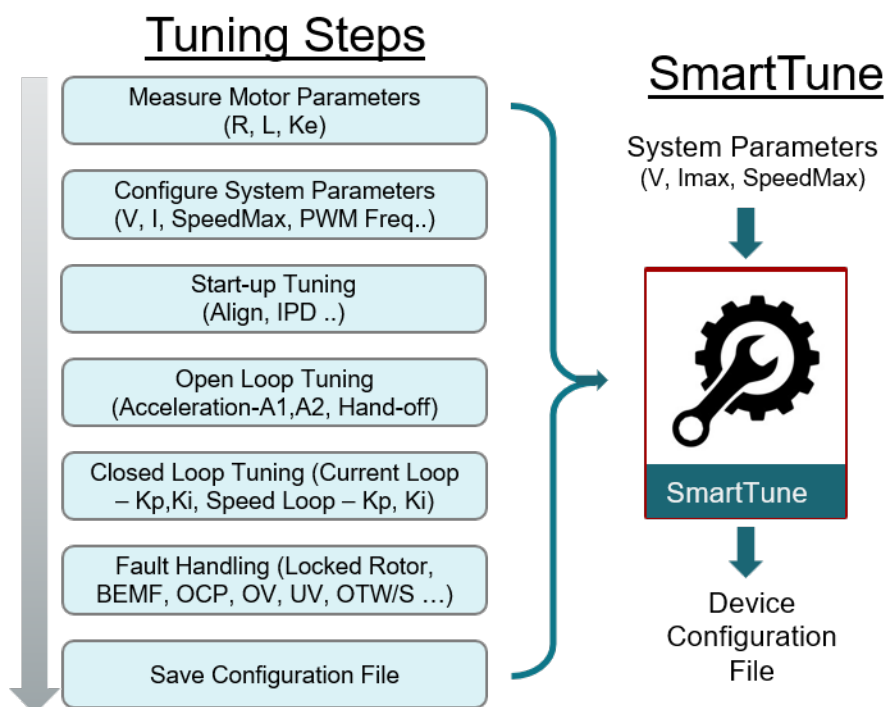 Tuning Steps
Measure Motor Parameters
(R, L, Ke)
Configure System Parameters
(V, I, SpeedMax, PWM Freq..)
Start-up Tuning
(Align, IPD ..)
Open Loop Tuning
(Acceleration-A1,A2, Hand-off)
Closed Loop Tuning (Current Loop
– Kp,Ki, Speed Loop – Kp, Ki)
Fault Handling (Locked Rotor,
BEMF, OCP, OV, UV, OTW/S …)
Save Configuration File
SmartTune
System Parameters
(V, Imax, SpeedMax)
SmartTune
Device
Configuration
File